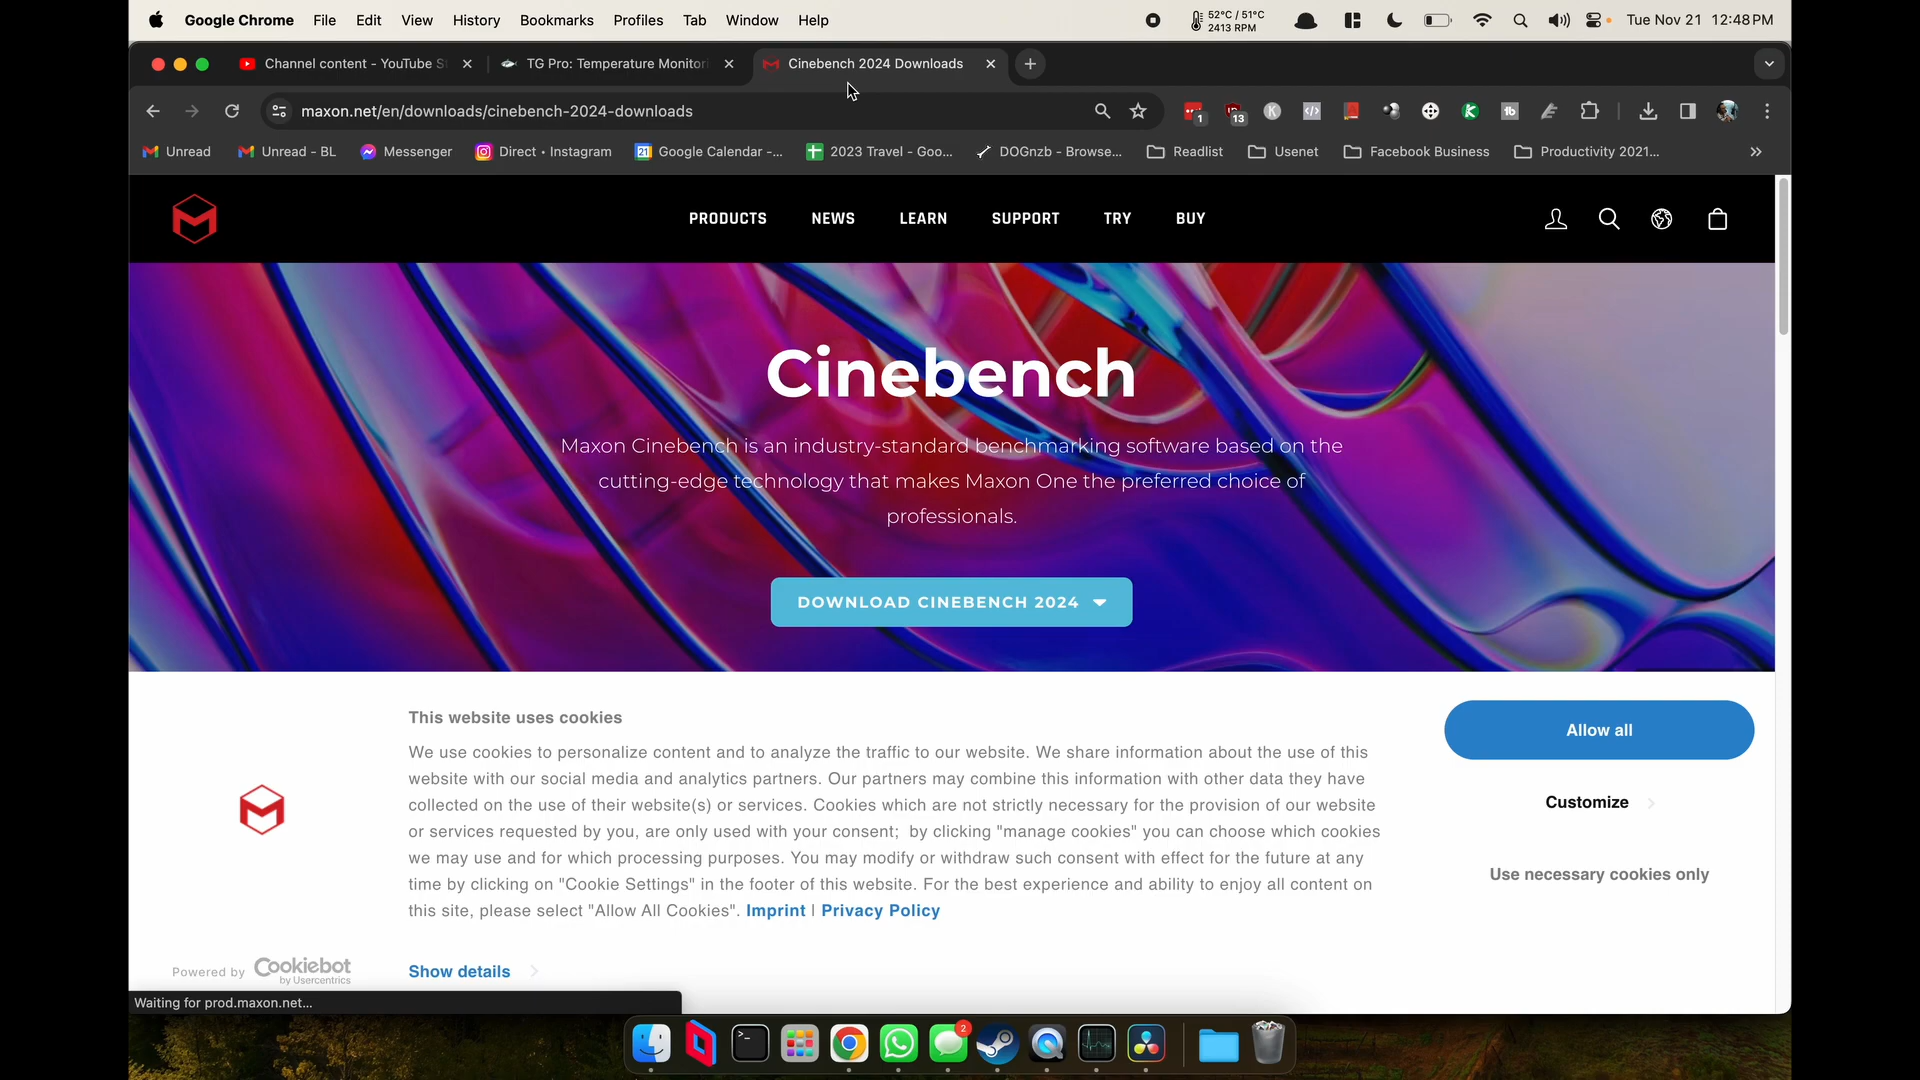 Google Chrome File Edit View History Bookmarks Profiles Tab Window Help 52°C / 51°C 2413 RPM Tue Nov 21 12:48 PM
Channel content - YouTube S TG Pro: Temperature Monitori Cinebench 2024 Downloads
maxon.net/en/downloads/cinebench-2024-downloads 1 13
Unread Unread - BL Messenger Direct • Instagram Google Calendar -... 2023 Travel - Goo... DOGnzb - Browse... Readlist Usenet Facebook Business Productivity 2021...
PRODUCTS NEWS LEARN SUPPORT TRY BUY
Cinebench
Maxon Cinebench is an industry-standard benchmarking software based on the
cutting-edge technology that makes Maxon One the preferred choice of
professionals.
DOWNLOAD CINEBENCH 2024
This website uses cookies
We use cookies to personalize content and to analyze the traffic to our website. We share information about the use of this
website with our social media and analytics partners. Our partners may combine this information with other data they have
collected on the use of their website(s) or services. Cookies which are not strictly necessary for the provision of our website
or services requested by you, are only used with your consent; by clicking "manage cookies" you can choose which cookies
we may use and for which processing purposes. You may modify or withdraw such consent with effect for the future at any
time by clicking on "Cookie Settings" in the footer of this website. For the best experience and ability to enjoy all content on
this site, please select "Allow All Cookies". Imprint | Privacy Policy
Allow all
Customize
Use necessary cookies only
Powered by Cookiebot
by Usercentrics
Show details
Waiting for prod.maxon.net...
2